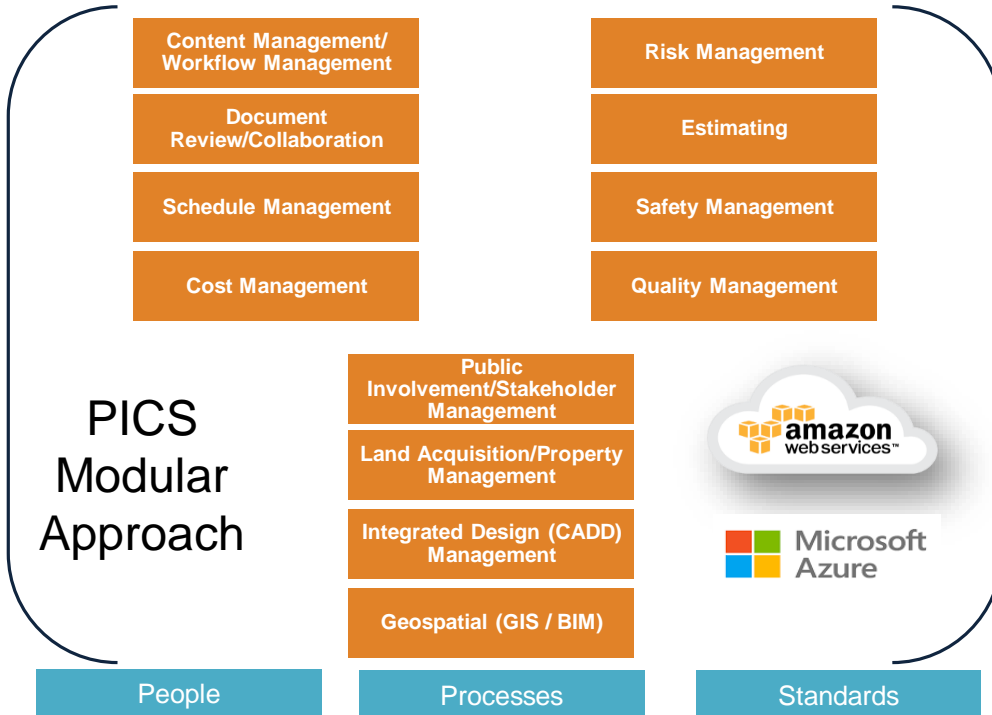 Content Management/
Workflow Management
Document
Review/Collaboration
Schedule Management
Cost Management
Risk Management
Estimating
Safety Management
Quality Management
Public
Involvement/Stakeholder
Management
Land Acquisition/Property
Management
Integrated Design (CADD)
Management
Geospatial (GIS / BIM)
PICS
Modular
Approach
amazon
webservices™
Microsoft
Azure
People
Processes
Standards